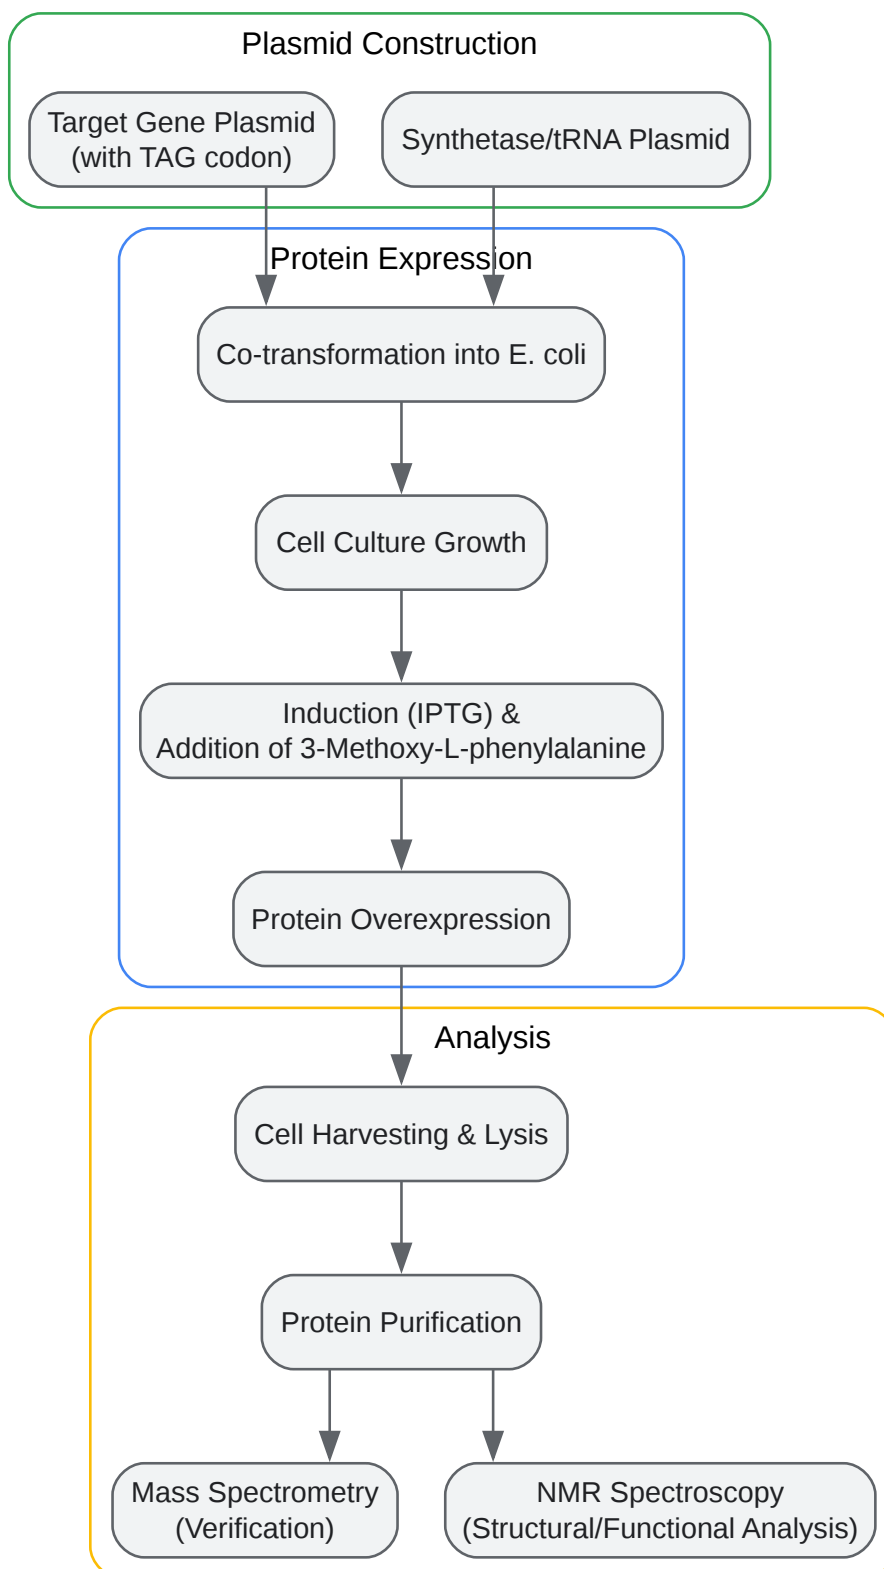 Plasmid Construction
Target Gene Plasmid
(with TAG codon)
Synthetase/tRNA Plasmid
Protein Expression
Co-transformation into E. coli
Cell Culture Growth
Induction (IPTG) &
Addition of 3-Methoxy-L-phenylalanine
Protein Overexpression
Analysis
Cell Harvesting & Lysis
Protein Purification
Mass Spectrometry
(Verification)
NMR Spectroscopy
(Structural/Functional Analysis)